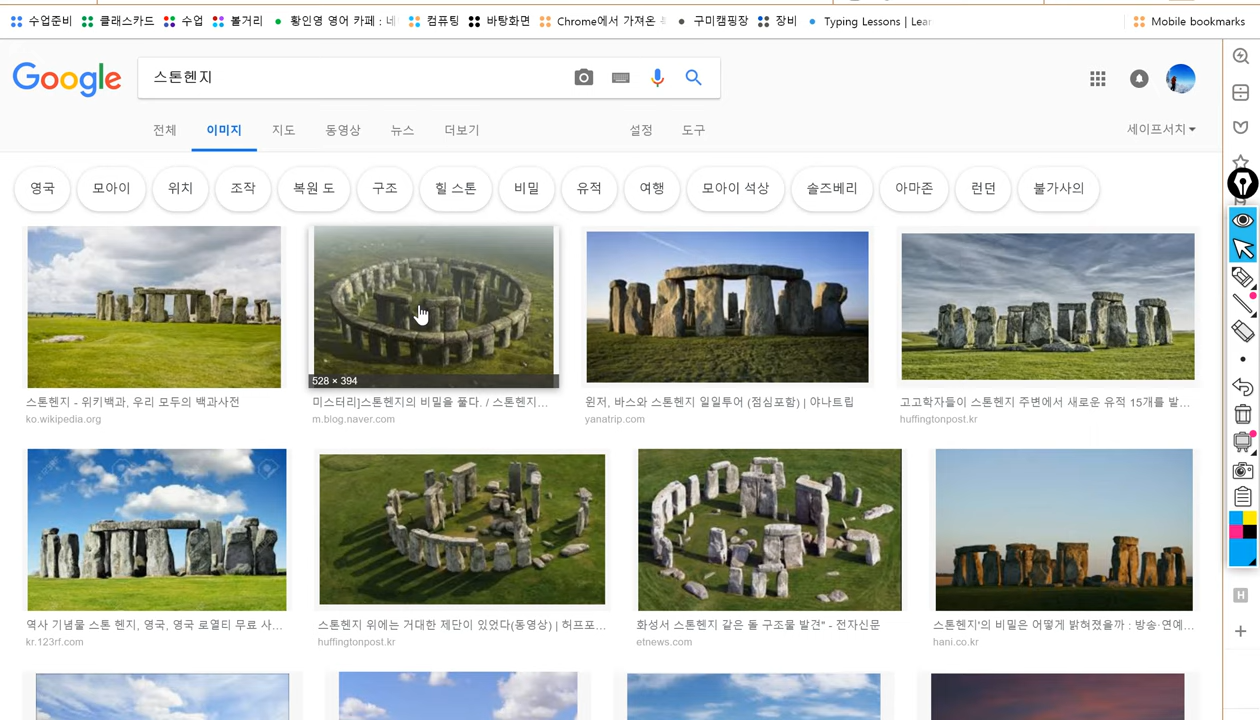 수업준비 클래스카드 수업 볼거리 황인영 영어 카페 : 네 컴퓨팅 바탕화면 Chrome에서 가져온 구미캠핑장 장비 Typing Lessons | Lear Mobile bookmarks
Google 스톤헨지
전체 이미지 지도 동영상 뉴스 더보기 설정 도구 세이프서치
영국 모아이 위치 조작 복원 도 구조 힐 스톤 비밀 유적 여행 모아이 석상 솔즈베리 아마존 런던 불가사의
528 × 394
스톤헨지 - 위키백과, 우리 모두의 백과사전 미스터리]스톤헨지의 비밀을 풀다. / 스톤헨지... 윈저, 바스와 스톤헨지 일일투어 (점심포함) | 야나트립 고고학자들이 스톤헨지 주변에서 새로운 유적 15개를 발...
ko.wikipedia.org m.blog.naver.com yanatrip.com huffingtonpost.kr
역사 기념물 스톤 헨지, 영국, 영국 로열티 무료 사... 스톤헨지 위에는 거대한 제단이 있었다(동영상) | 허프포... 화성서 스톤헨지 같은 돌 구조물 발견" - 전자신문 스톤헨지'의 비밀은 어떻게 밝혀졌을까 : 방송·연예...
kr.123rf.com huffingtonpost.kr etnews.com hani.co.kr
H